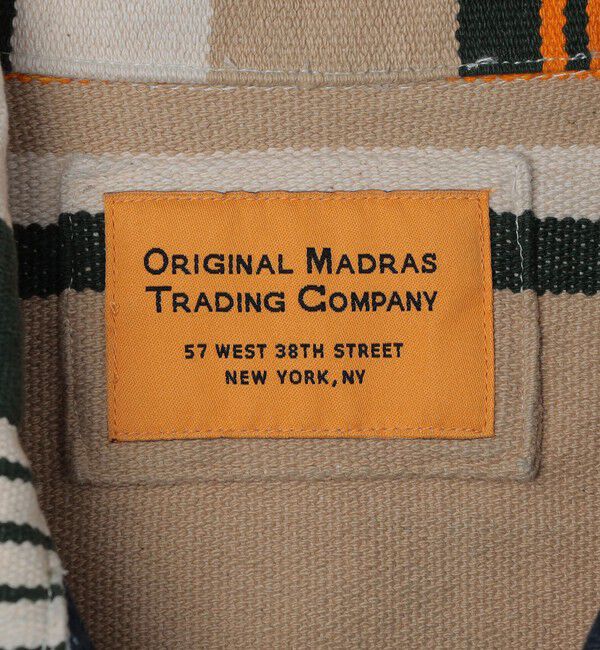 ORIGINAL MADRAS
TRADING COMPANY
57 WEST 38TH STREET
NEW YORK, NY